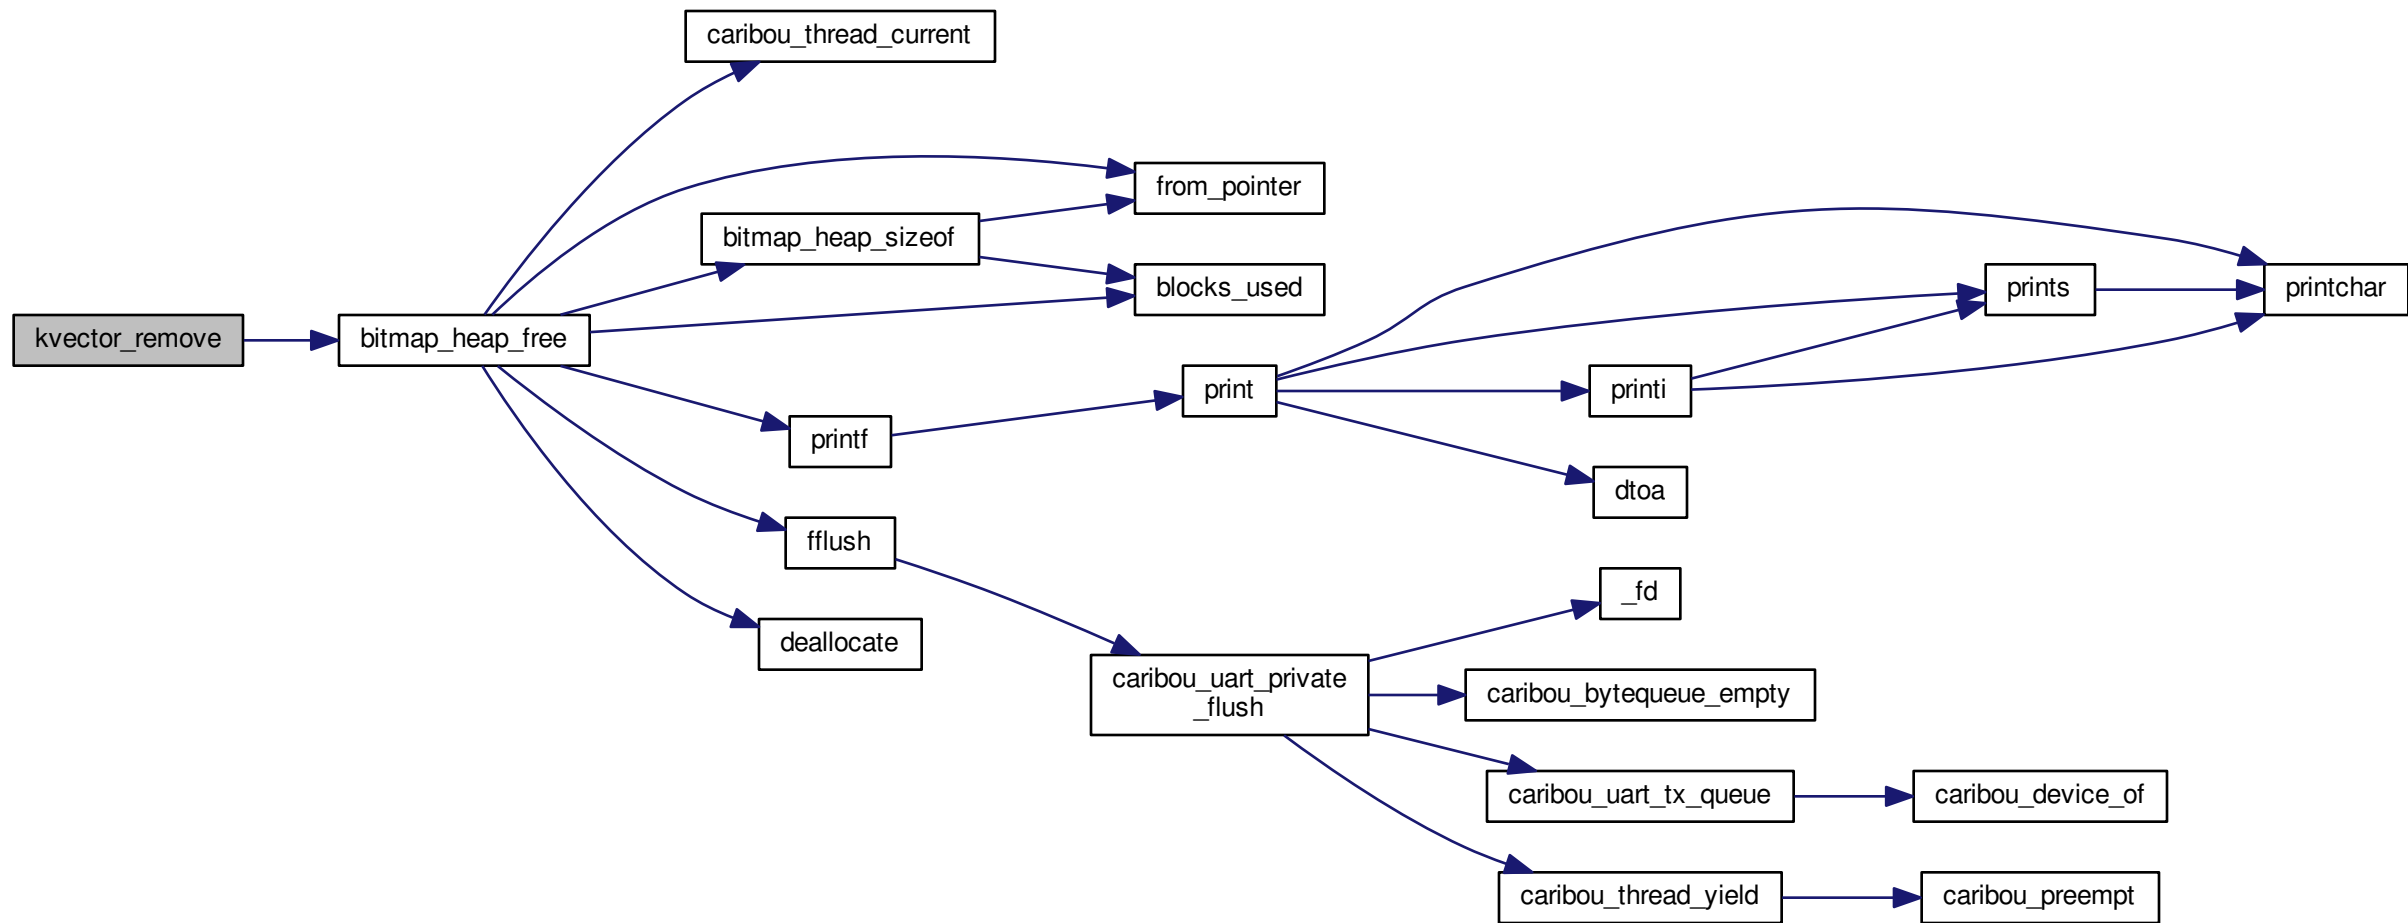 caribou_thread_current
from_pointer
bitmap_heap_sizeof
blocks_used
prints
printchar
kvector_remove
bitmap_heap_free
print
printi
printf
dtoa
fflush
_fd
deallocate
caribou_uart_private
_flush
caribou_bytequeue_empty
caribou_uart_tx_queue
caribou_device_of
caribou_thread_yield
caribou_preempt